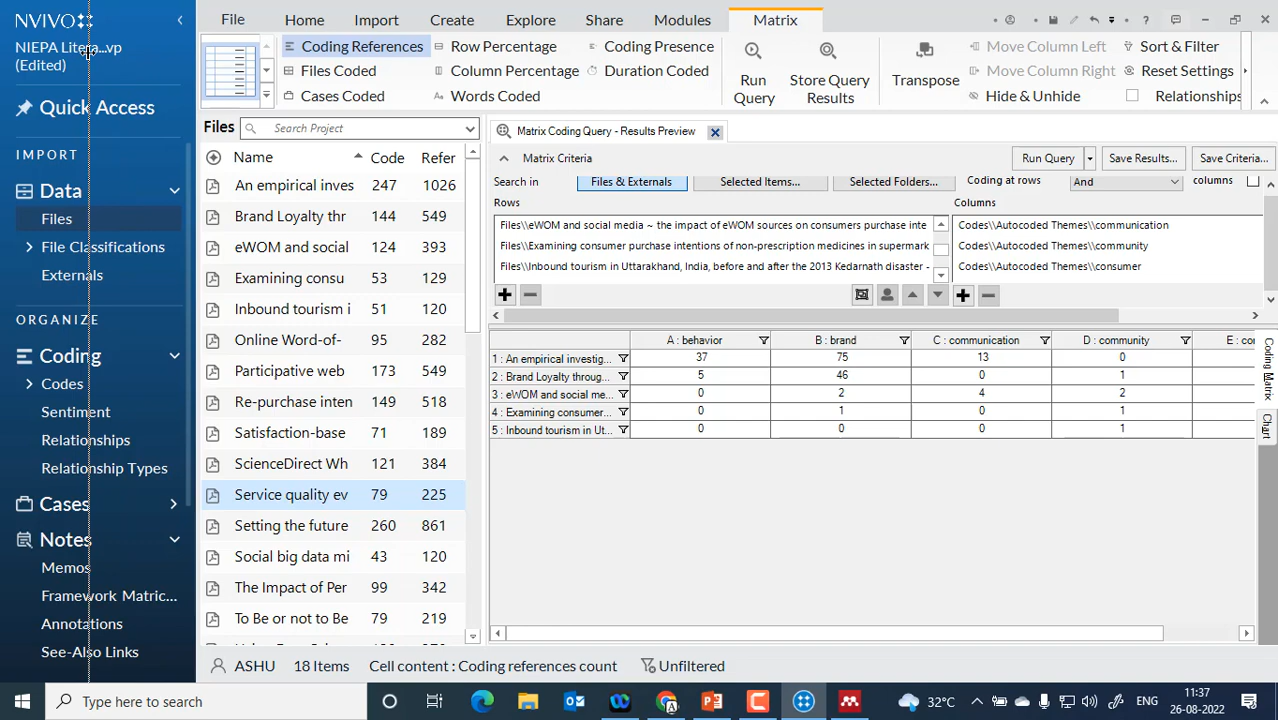 NVIVO
File Home Import Create Explore Share Modules Matrix
NIEPA Litera...vp
(Edited)
Coding References Row Percentage Coding Presence
Files Coded Column Percentage Duration Coded
Cases Coded Words Coded
Run
Query
Store Query
Results
Transpose
Move Column Left
Move Column Right
Hide & Unhide
Sort & Filter
Reset Settings
Relationships
Quick Access
IMPORT
Data
Files
File Classifications
Externals
ORGANIZE
Coding
Codes
Sentiment
Relationships
Relationship Types
Cases
Notes
Memos
Framework Matric...
Annotations
See-Also Links
Files Search Project
Name Code Refer
An empirical inves 247 1026
Brand Loyalty thr 144 549
eWOM and social 124 393
Examining consu 53 129
Inbound tourism i 51 120
Online Word-of- 95 282
Participative web 173 549
Re-purchase inten 149 518
Satisfaction-base 71 189
ScienceDirect Wh 121 384
Service quality ev 79 225
Setting the future 260 861
Social big data mi 43 120
The Impact of Per 99 342
To Be or not to Be 79 219
Matrix Coding Query - Results Preview
Matrix Criteria Run Query Save Results... Save Criteria...
Search in Files & Externals Selected Items... Selected Folders... Coding at rows And columns
Rows Columns
Files\\eWOM and social media ~ the impact of eWOM sources on consumers purchase inte
Files\\Examining consumer purchase intentions of non-prescription medicines in supermark
Files\\Inbound tourism in Uttarakhand, India, before and after the 2013 Kedarnath disaster -
Codes\\Autocoded Themes\\communication
Codes\\Autocoded Themes\\community
Codes\\Autocoded Themes\\consumer
A : behavior B : brand C : communication D : community E : cor
1 : An empirical investig... 37 75 13 0
2 : Brand Loyalty throug... 5 46 0 1
3 : eWOM and social me... 0 2 4 2
4 : Examining consumer... 0 1 0 1
5 : Inbound tourism in Ut... 0 0 0 1
Coding Matrix
Chart
ASHU 18 Items Cell content : Coding references count Unfiltered
Type here to search
32°C ENG
11:37
26-08-2022